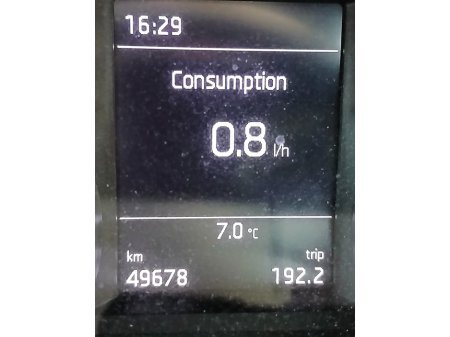 16:29
Consumption
0.8 l/h
7.0 °C
km trip
49678 192.2